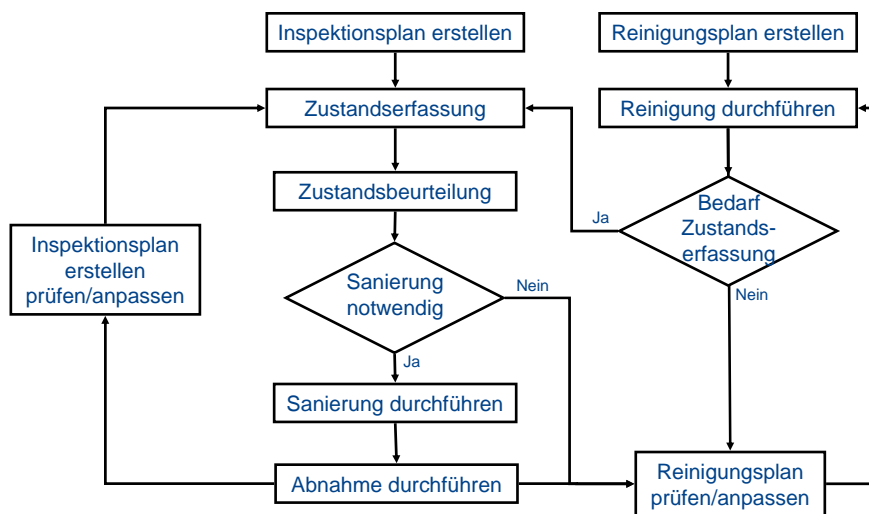 Inspektionsplan erstellen
Reinigungsplan erstellen
Zustandserfassung
Reinigung durchführen
Zustandsbeurteilung
Ja
Bedarf
Zustands-
erfassung
Inspektionsplan
erstellen
prüfen/anpassen
Sanierung
notwendig
Nein
Nein
Ja
Sanierung durchführen
Abnahme durchführen
Reinigungsplan
prüfen/anpassen